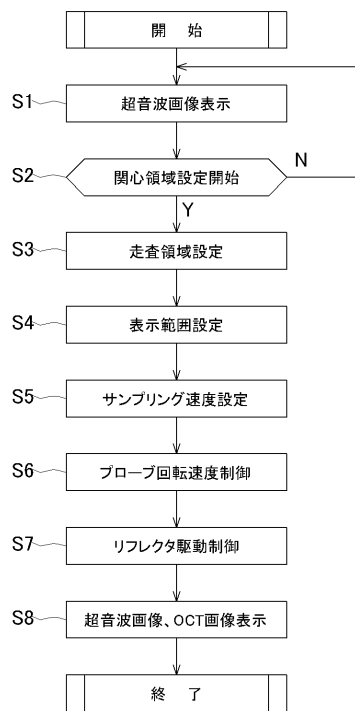 開 始
S1 超音波画像表示
S2 関心領域設定開始 N
Y
S3 走査領域設定
S4 表示範囲設定
S5 サンプリング速度設定
S6 プローブ回転速度制御
S7 リフレクタ駆動制御
S8 超音波画像、OCT画像表示
終 了